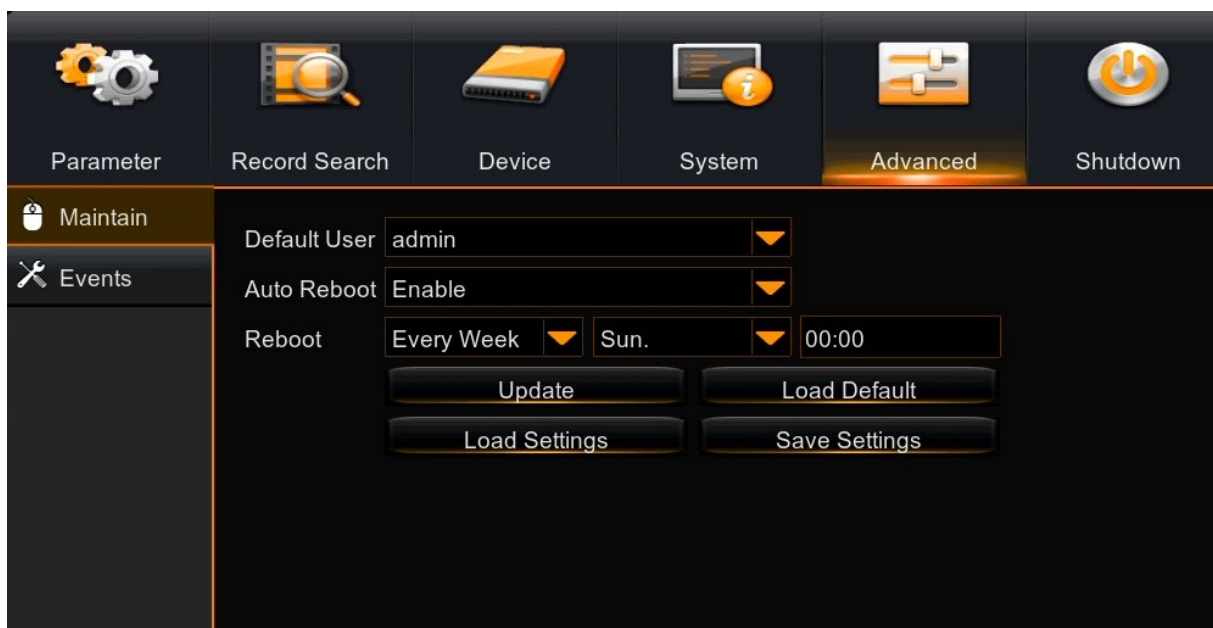 Parameter Record Search Device System Advanced Shutdown
Maintain
Events
Default User admin
Auto Reboot Enable
Reboot Every Week Sun. 00:00
Update Load Default
Load Settings Save Settings